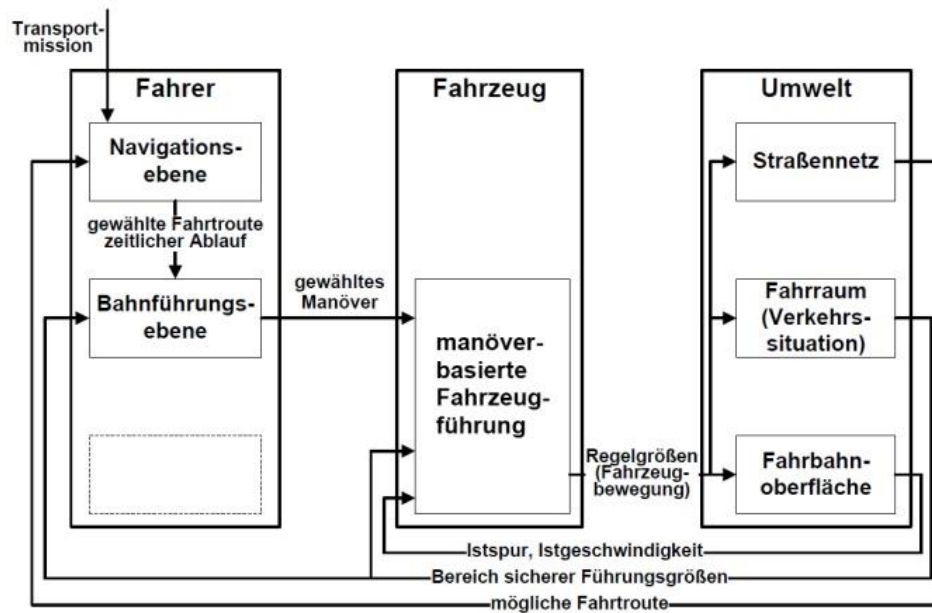 Transport-
mission
Fahrer
Fahrzeug
Umwelt
Navigations-
ebene
Straßennetz
gewählte Fahrtroute
zeitlicher Ablauf
Bahnführungs-
ebene
gewähltes
Manöver
manöver-
basierte
Fahrzeug-
führung
Fahrraum
(Verkehrs-
situation)
Regelgrößen
(Fahrzeug-
bewegung)
Fahrbahn-
oberfläche
Istspur, Istgeschwindigkeit
Bereich sicherer Führungsgrößen
mögliche Fahrtroute